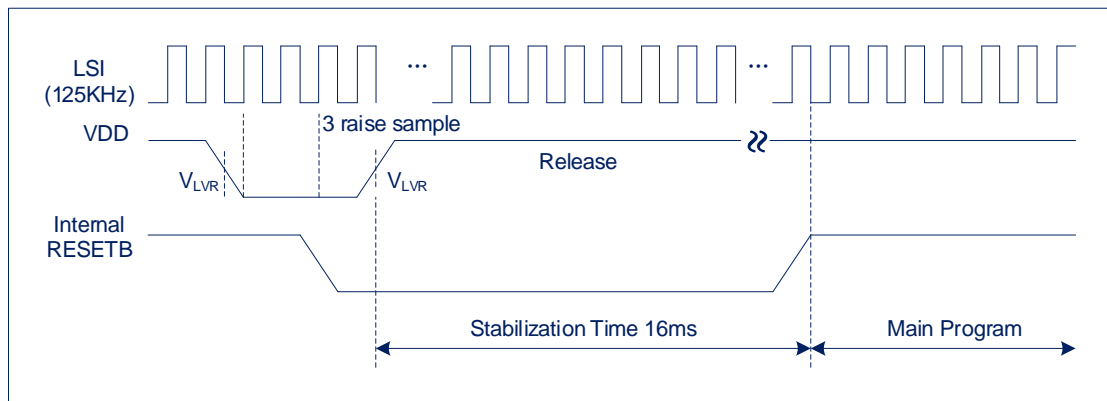 LSI
(125KHz)
...
...
3 raise sample
VDD
VLVR
VLVR
Release
Internal
RESETB
Stabilization Time 16ms
Main Program